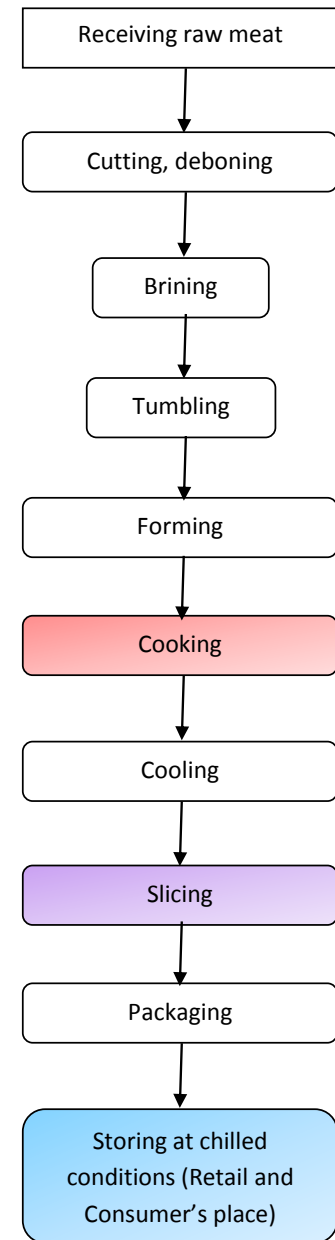 Receiving raw meat
Cutting, deboning
Brining
Tumbling
Forming
Cooking
Cooling
Slicing
Packaging
Storing at chilled
conditions (Retail and
Consumer’s place)